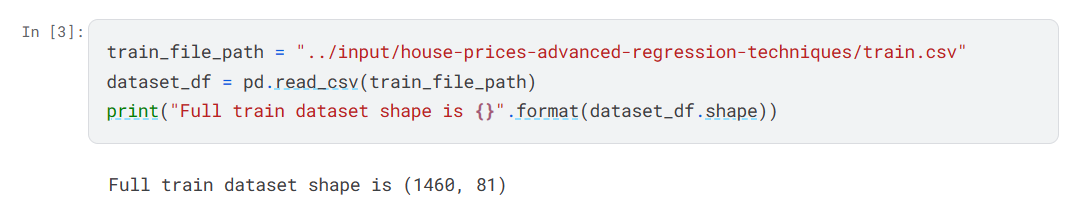 In [3]:
train_file_path = "../input/house-prices-advanced-regression-techniques/train.csv"
dataset_df = pd.read_csv(train_file_path)
print("Full train dataset shape is {}".format(dataset_df.shape))
Full train dataset shape is (1460, 81)